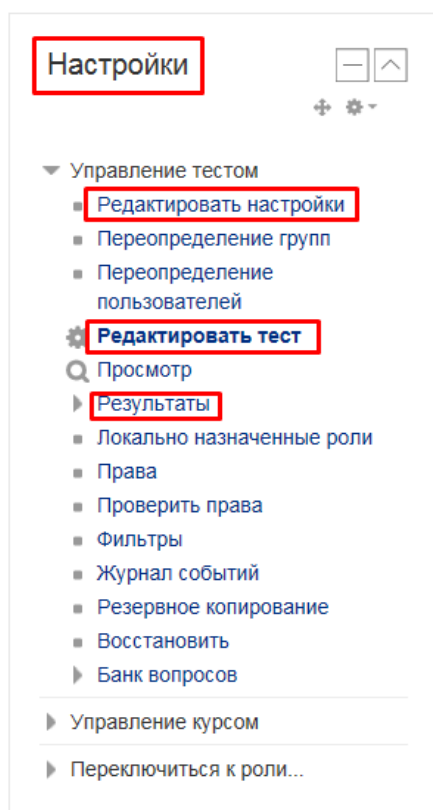 Настройки
Управление тестом
Редактировать настройки
Переопределение групп
Переопределение
пользователей
Редактировать тест
Просмотр
Результаты
Локально назначенные роли
Права
Проверить права
Фильтры
Журнал событий
Резервное копирование
Восстановить
Банк вопросов
Управление курсом
Переключиться к роли...